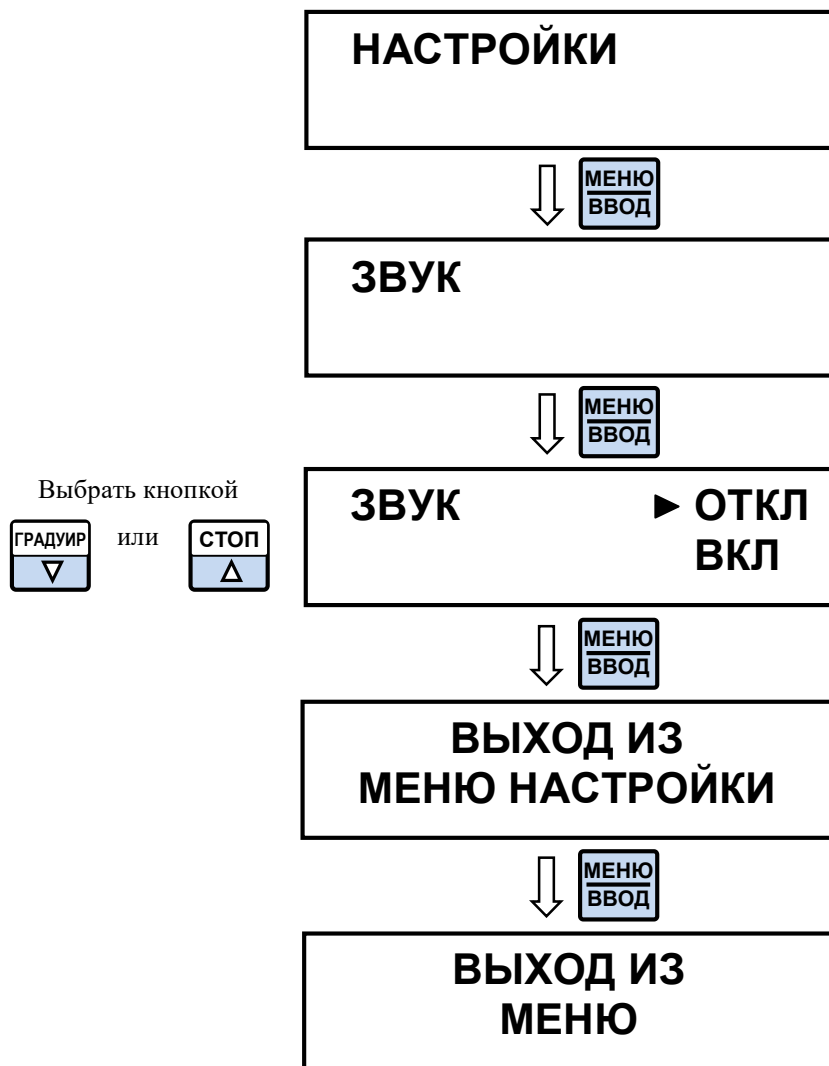 НАСТРОЙКИ
МЕНЮ
ВВОД
ЗВУК
МЕНЮ
ВВОД
Выбрать кнопкой
ГРАДУИР или СТОП
ЗВУК ► ОТКЛ
ВКЛ
МЕНЮ
ВВОД
ВЫХОД ИЗ
МЕНЮ НАСТРОЙКИ
МЕНЮ
ВВОД
ВЫХОД ИЗ
МЕНЮ